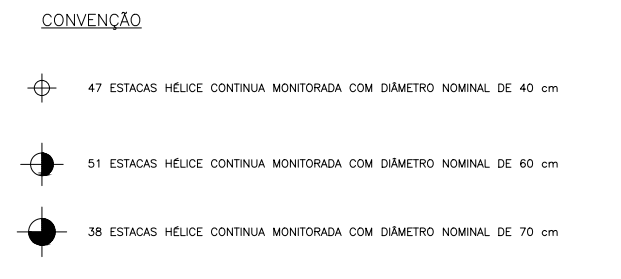 CONVENÇÃO
47 ESTACAS HÉLICE CONTINUA MONITORADA COM DIÂMETRO NOMINAL DE 40 cm
51 ESTACAS HÉLICE CONTINUA MONITORADA COM DIÂMETRO NOMINAL DE 60 cm
38 ESTACAS HÉLICE CONTINUA MONITORADA COM DIÂMETRO NOMINAL DE 70 cm